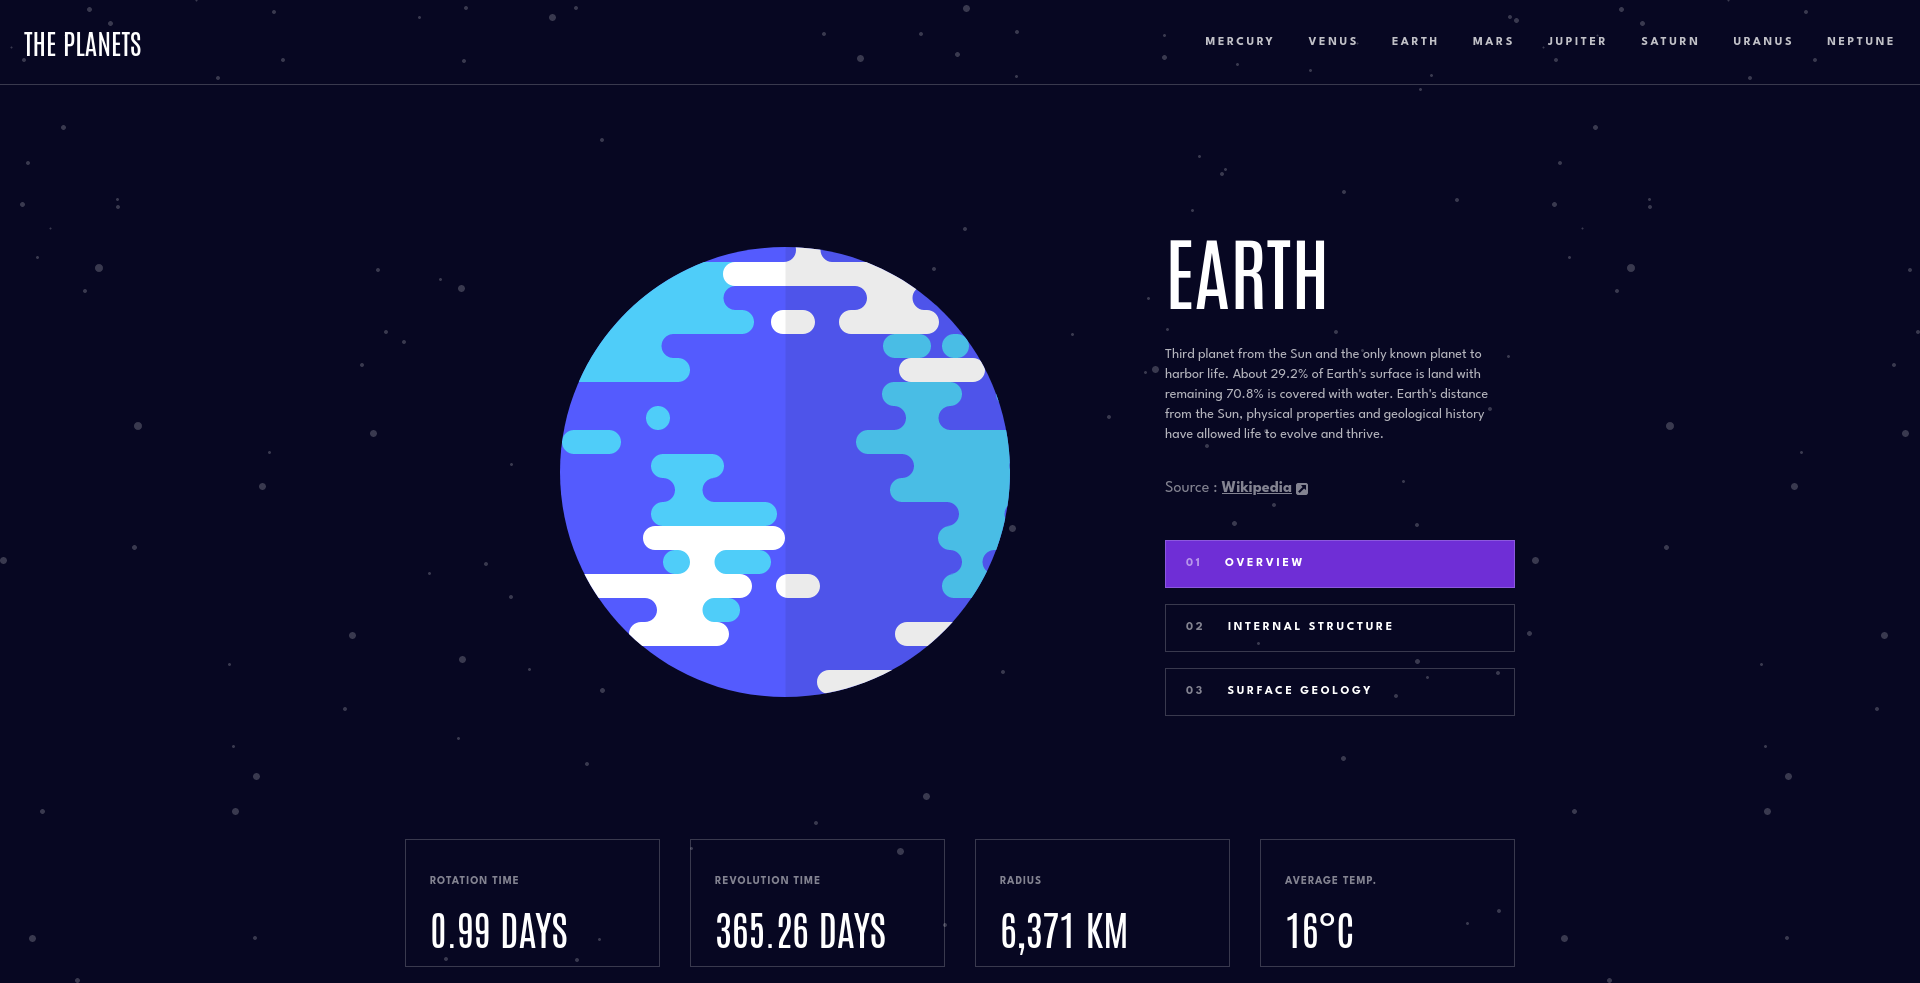 THE PLANETS
MERCURY VENUS EARTH MARS JUPITER SATURN URANUS NEPTUNE
EARTH
Third planet from the Sun and the only known planet to
harbor life. About 29.2% of Earth's surface is land with
remaining 70.8% is covered with water. Earth's distance
from the Sun, physical properties and geological history
have allowed life to evolve and thrive.
Source : Wikipedia
01 OVERVIEW
02 INTERNAL STRUCTURE
03 SURFACE GEOLOGY
ROTATION TIME
0.99 DAYS
REVOLUTION TIME
365.26 DAYS
RADIUS
6,371 KM
AVERAGE TEMP.
16°C